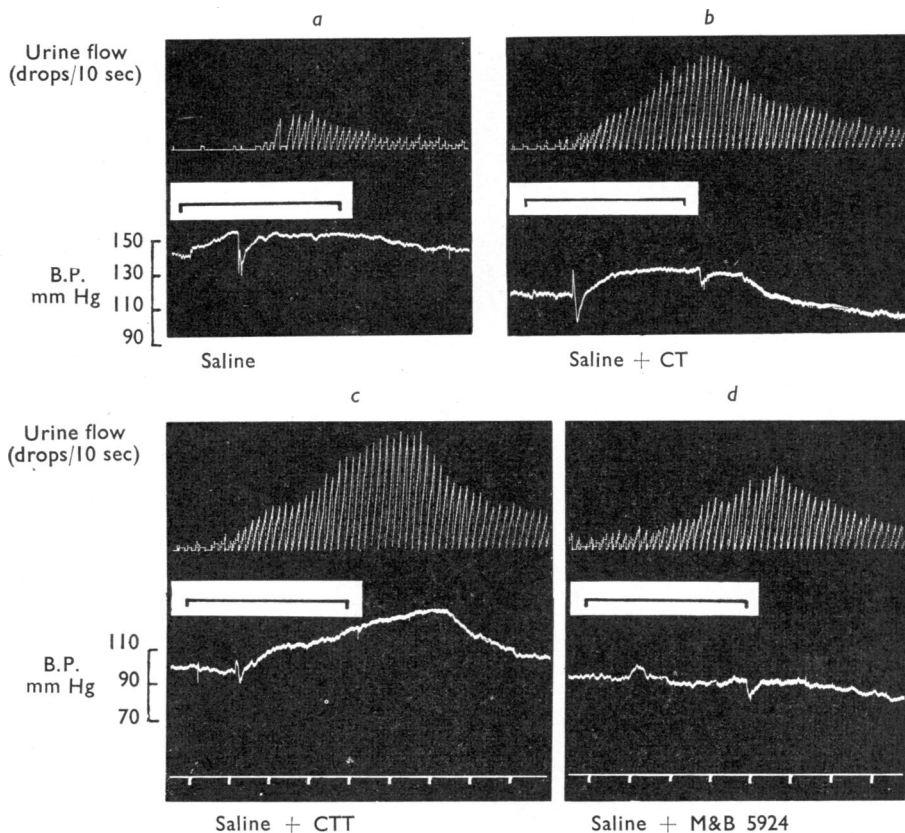 a
b
Urine flow
(drops/10 sec)
150
130
110
90
B.P.
mm Hg
Saline
Saline + CT
c
d
Urine flow
(drops/10 sec)
110
90
70
B.P.
mm Hg
Saline + CTT
Saline + M&B 5924